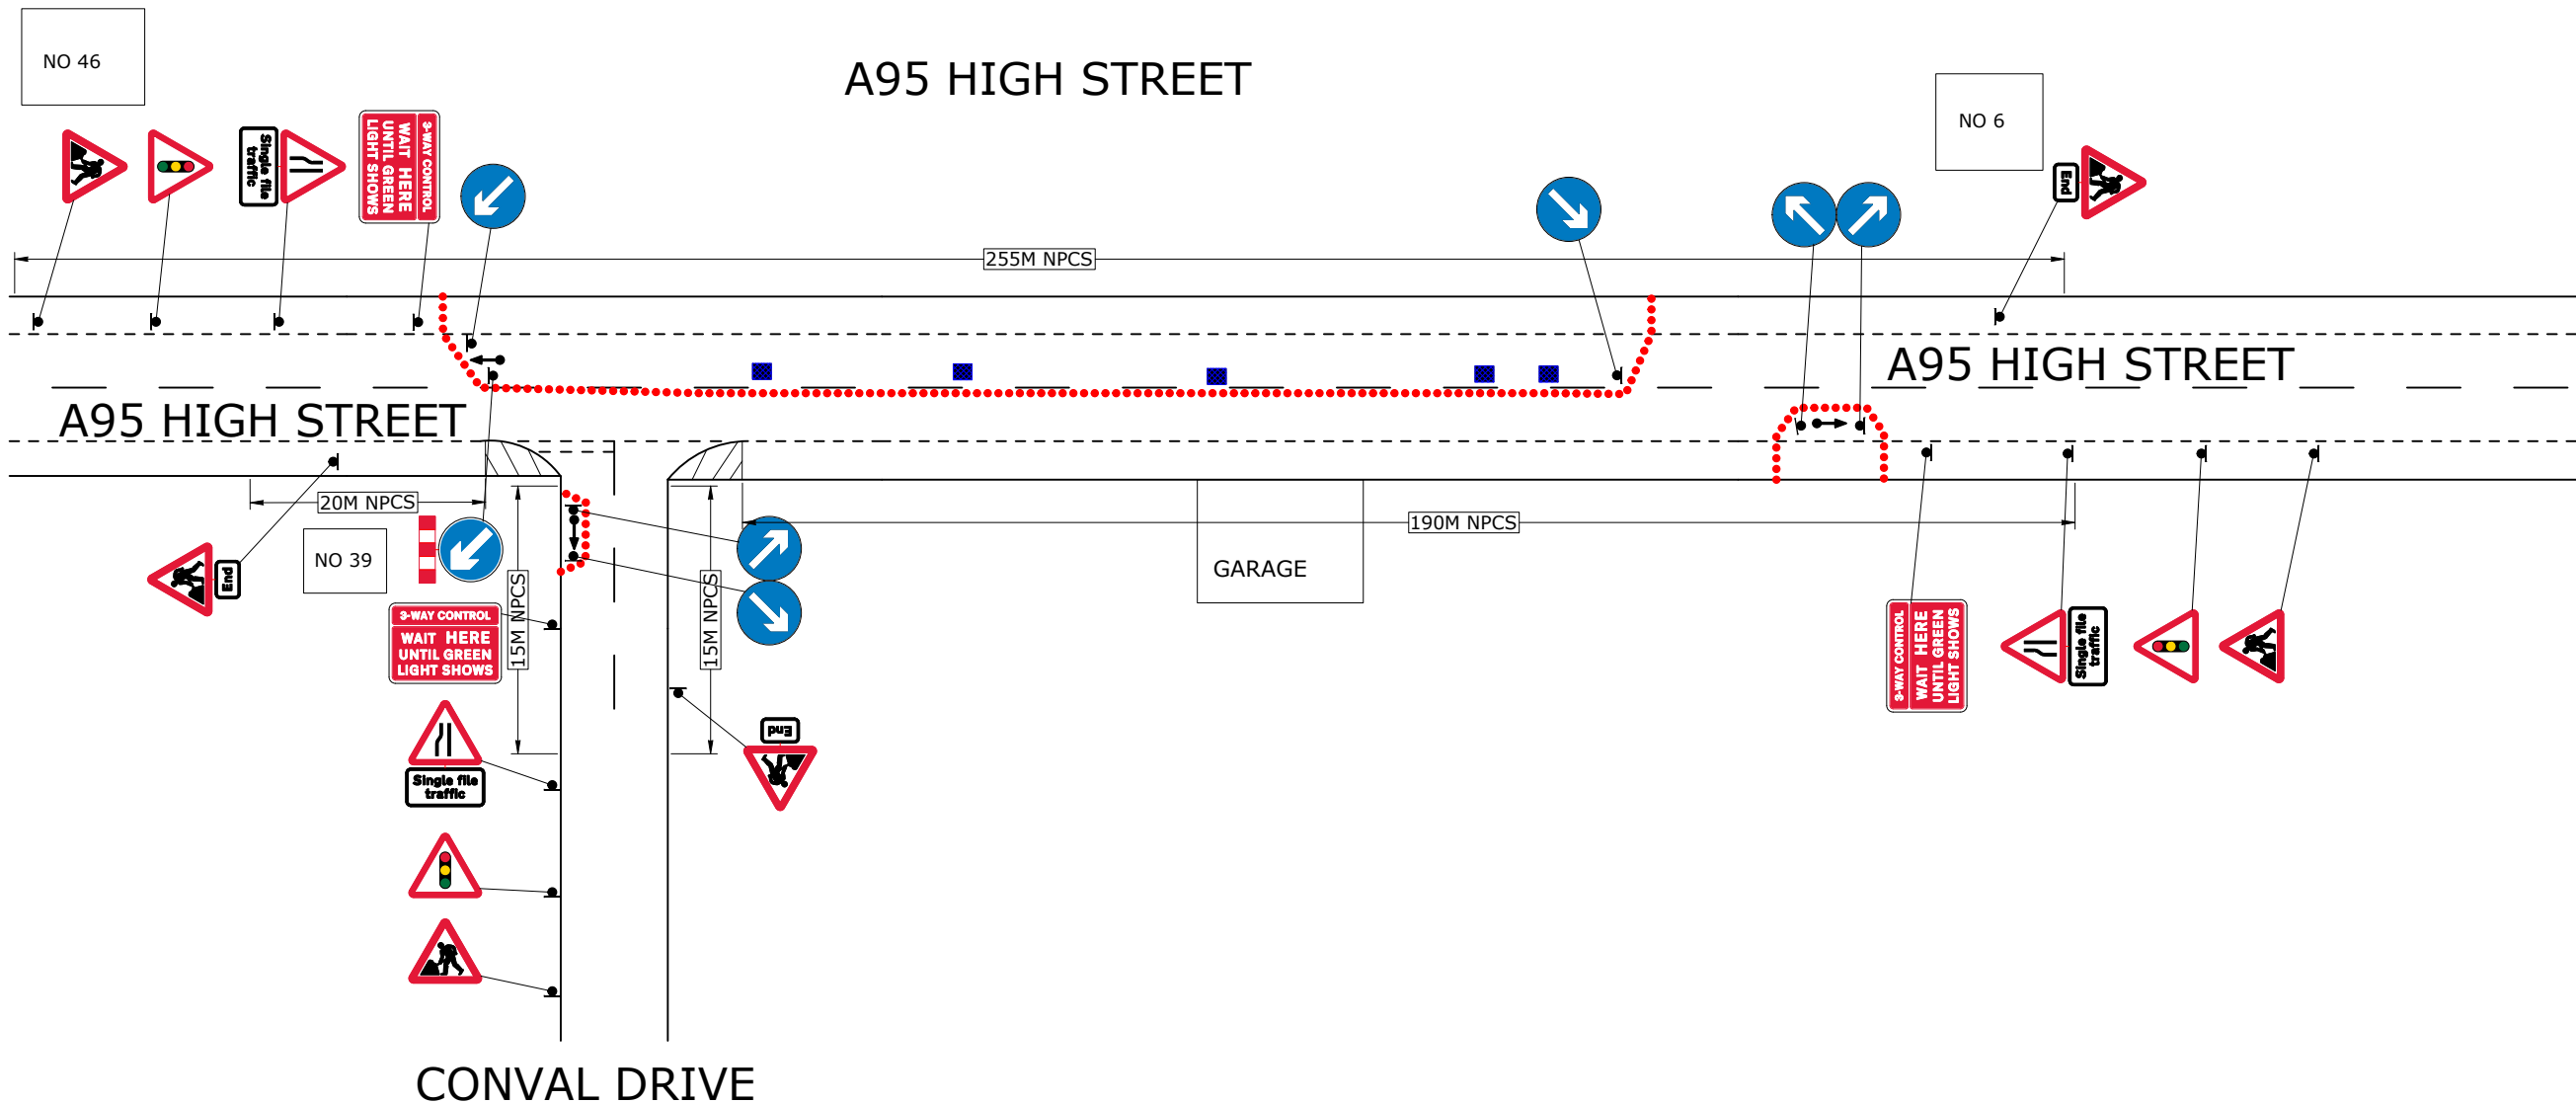 NO 46
A95 HIGH STREET
NO 6
Single file
traffic
3-WAY CONTROL
WAIT HERE
UNTIL GREEN
LIGHT SHOWS
End
255M NPCS
A95 HIGH STREET
A95 HIGH STREET
20M NPCS
190M NPCS
NO 39
End
GARAGE
15M NPCS
15M NPCS
3-WAY CONTROL
WAIT HERE
UNTIL GREEN
LIGHT SHOWS
3-WAY CONTROL
WAIT HERE
UNTIL GREEN
LIGHT SHOWS
Single file
traffic
End
Single file
traffic
CONVAL DRIVE